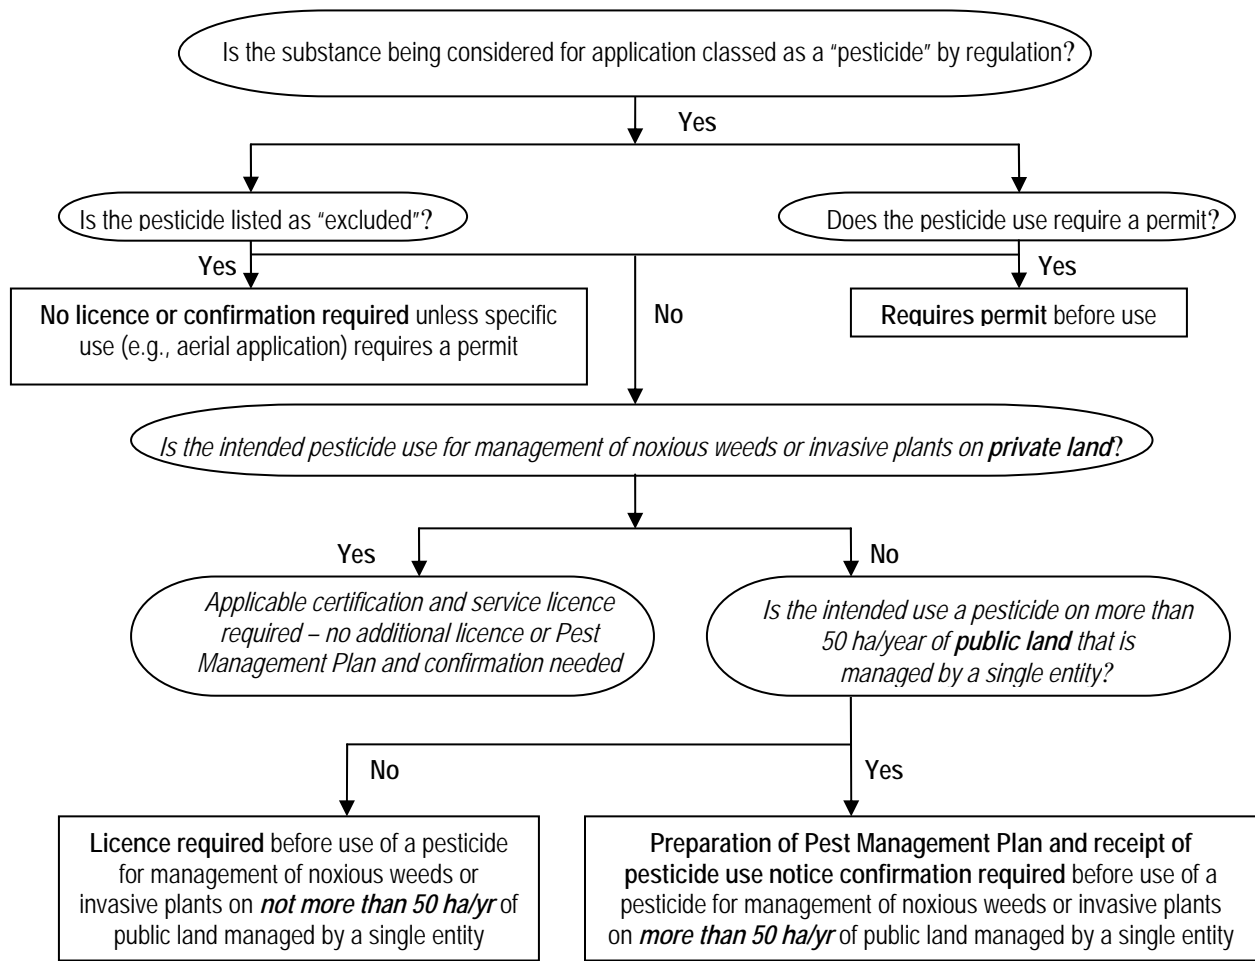 Is the substance being considered for application classed as a “pesticide” by regulation?
Yes
Is the pesticide listed as “excluded”?
Does the pesticide use require a permit?
Yes
Yes
No licence or confirmation required unless specific
use (e.g., aerial application) requires a permit
No
Requires permit before use
Is the intended pesticide use for management of noxious weeds or invasive plants on private land?
Yes
No
Applicable certification and service licence
required – no additional licence or Pest
Management Plan and confirmation needed
Is the intended use a pesticide on more than
50 ha/year of public land that is
managed by a single entity?
No
Yes
Licence required before use of a pesticide
for management of noxious weeds or
invasive plants on not more than 50 ha/yr of
public land managed by a single entity
Preparation of Pest Management Plan and receipt of
pesticide use notice confirmation required before use of a
pesticide for management of noxious weeds or invasive plants
on more than 50 ha/yr of public land managed by a single entity